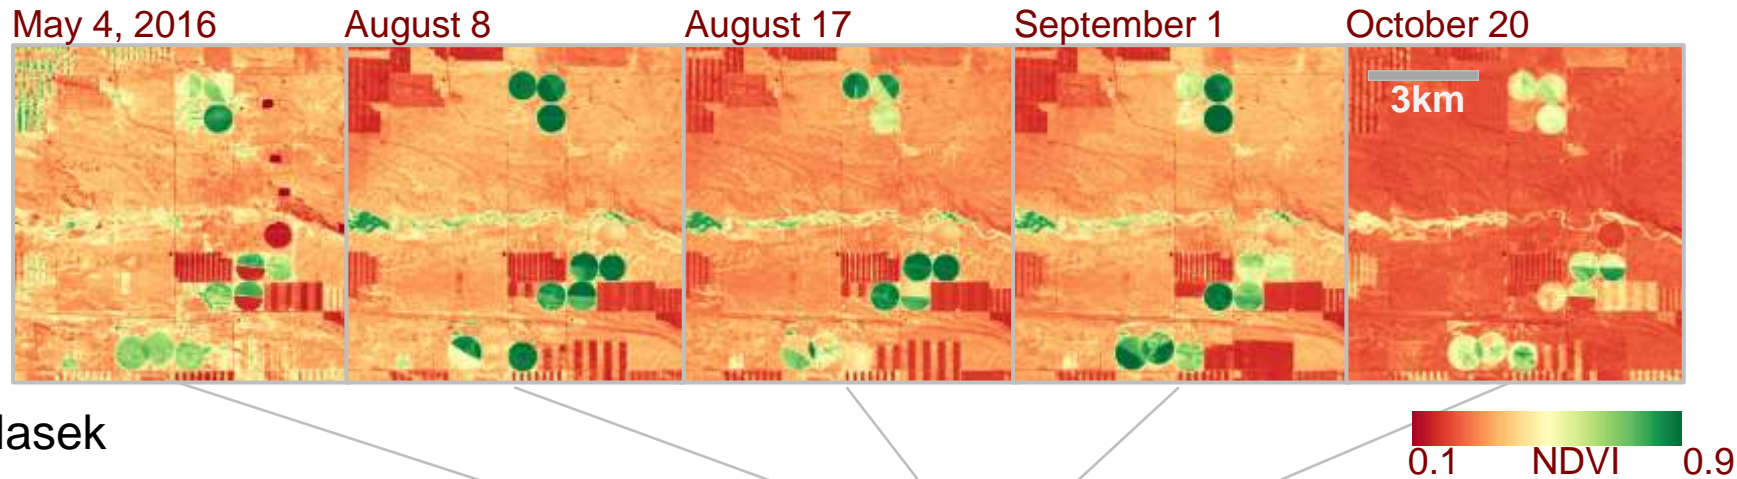 May 4, 2016
August 8
August 17
September 1
October 20
3km
lasek
0.1 NDVI 0.9